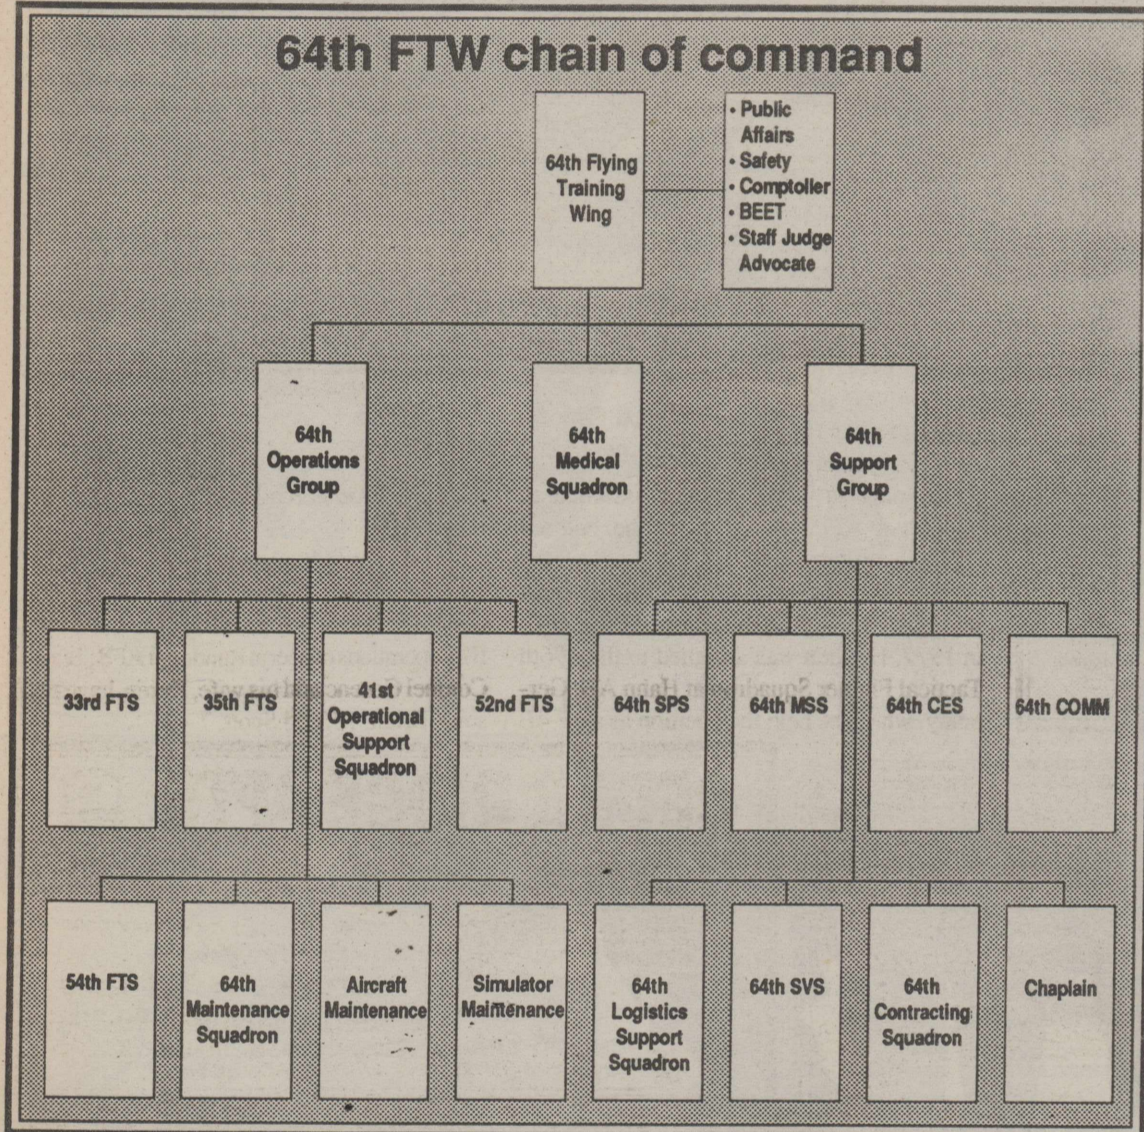 64th FTW chain of command
64th Flying
Training
Wing
• Public
Affairs
• Safety
• Comptoller
• BEET
• Staff Judge
Advocate
64th
Operations
Group
64th
Medical
Squadron
64th
Support
Group
33rd FTS
35th FTS
41st
Operational
Support
Squadron
52nd FTS
64th SPS
64th MSS
64th CES
64th COMM
54th FTS
64th
Maintenance
Squadron
Aircraft
Maintenance
Simulator
Maintenance
64th
Logistics
Support
Squadron
64th SVS
64th
Contracting
Squadron
Chaplain